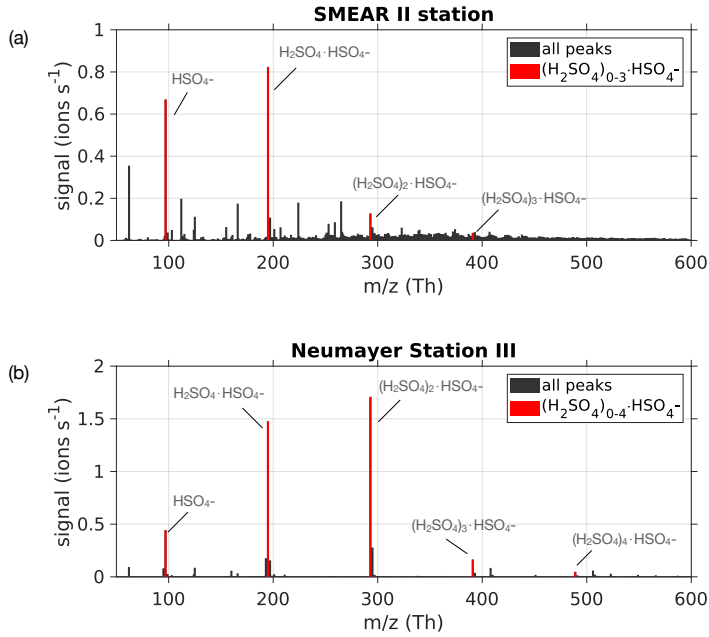 (a)
SMEAR II station
signal (ions s⁻¹)
1
0.8
0.6
0.4
0.2
0
HSO₄-
H₂SO₄·HSO₄-
(H₂SO₄)₂·HSO₄-
(H₂SO₄)₃·HSO₄-
all peaks
(H₂SO₄)₀₋₃·HSO₄-
100 200 300 400 500 600
m/z (Th)
(b)
Neumayer Station III
signal (ions s⁻¹)
2
1.5
1
0.5
0
HSO₄-
H₂SO₄·HSO₄-
(H₂SO₄)₂·HSO₄-
(H₂SO₄)₃·HSO₄-
(H₂SO₄)₄·HSO₄-
all peaks
(H₂SO₄)₀₋₄·HSO₄-
100 200 300 400 500 600
m/z (Th)